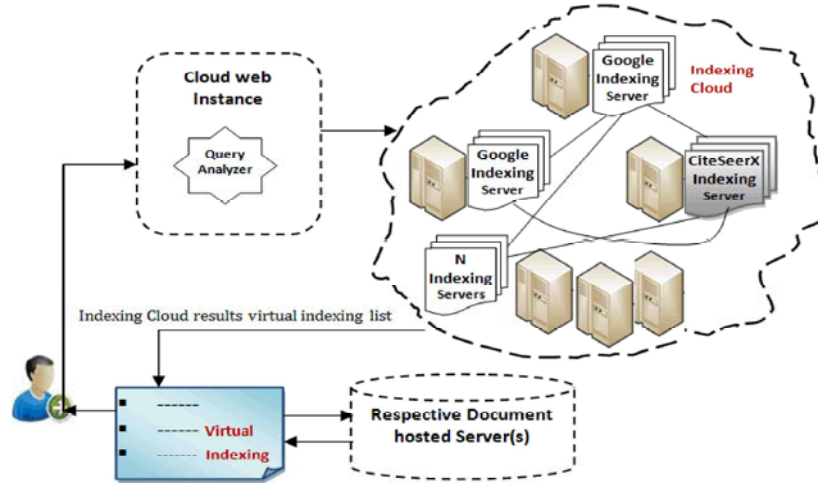 Cloud web
Instance
Query
Analyzer
Google
Indexing
Server
Indexing
Cloud
Google
Indexing
Server
CiteSeerX
Indexing
Server
N
Indexing
Servers
Indexing Cloud results virtual indexing list
Virtual
Indexing
Respective Document
hosted Server(s)